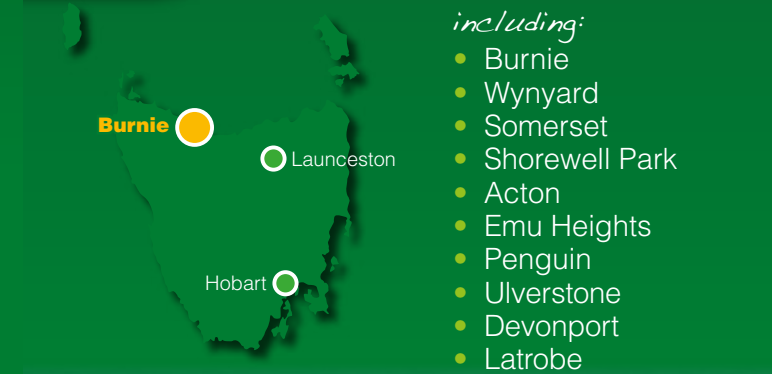 Burnie
Launceston
Hobart
including:
• Burnie
• Wynyard
• Somerset
• Shorewell Park
• Acton
• Emu Heights
• Penguin
• Ulverstone
• Devonport
• Latrobe